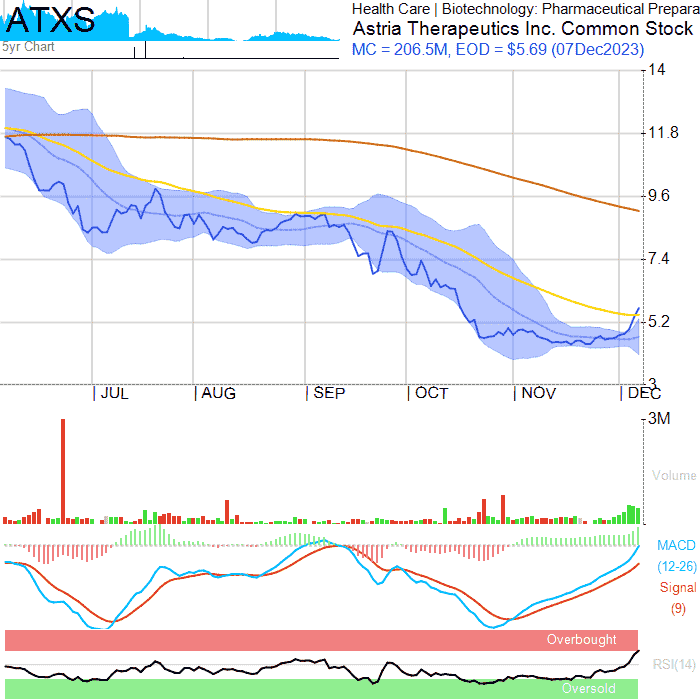 ATXS
5yr Chart
Health Care | Biotechnology: Pharmaceutical Prepara
Astria Therapeutics Inc. Common Stock
MC = 206.5M, EOD = $5.69 (07Dec2023)
14
11.8
9.6
7.4
5.2
3
JUL
AUG
SEP
OCT
NOV
DEC
3M
Volume
MACD
(12-26)
Signal
(9)
Overbought
RSI(14)
Oversold